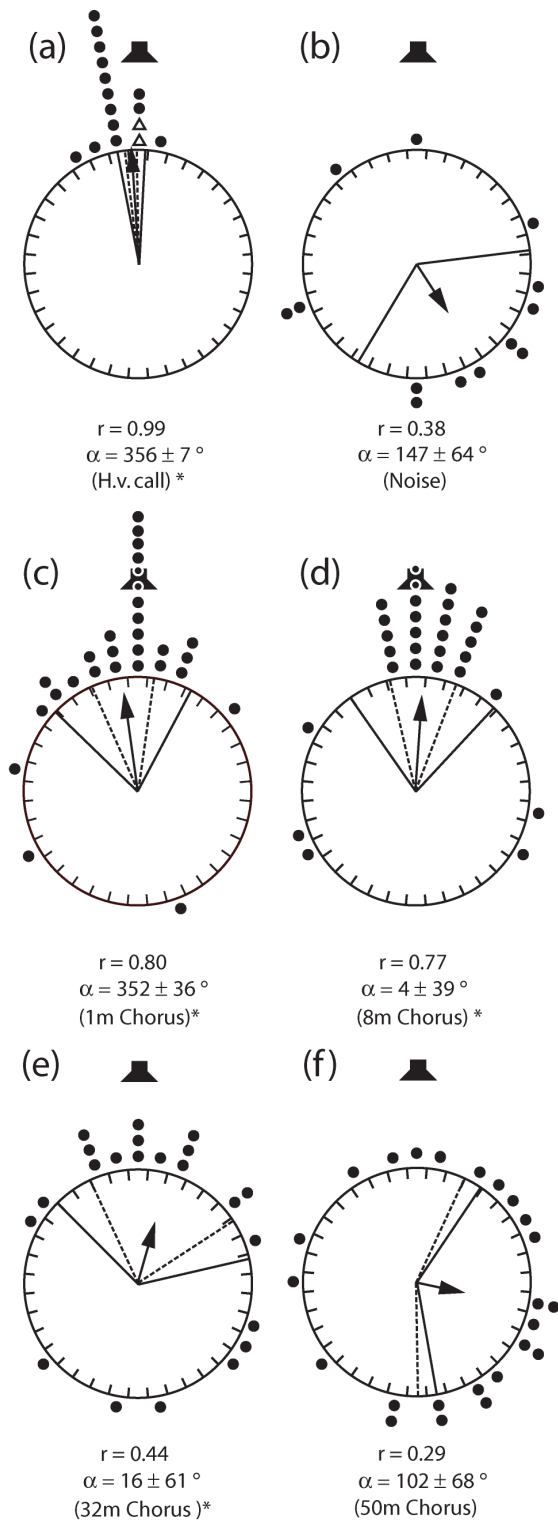 (a)
(b)
r = 0.99
α = 356 ± 7 °
(H.v. call) *
r = 0.38
α = 147 ± 64 °
(Noise)
(c)
(d)
r = 0.80
α = 352 ± 36 °
(1m Chorus)*
r = 0.77
α = 4 ± 39 °
(8m Chorus) *
(e)
(f)
r = 0.44
α = 16 ± 61 °
(32m Chorus )*
r = 0.29
α = 102 ± 68 °
(50m Chorus)